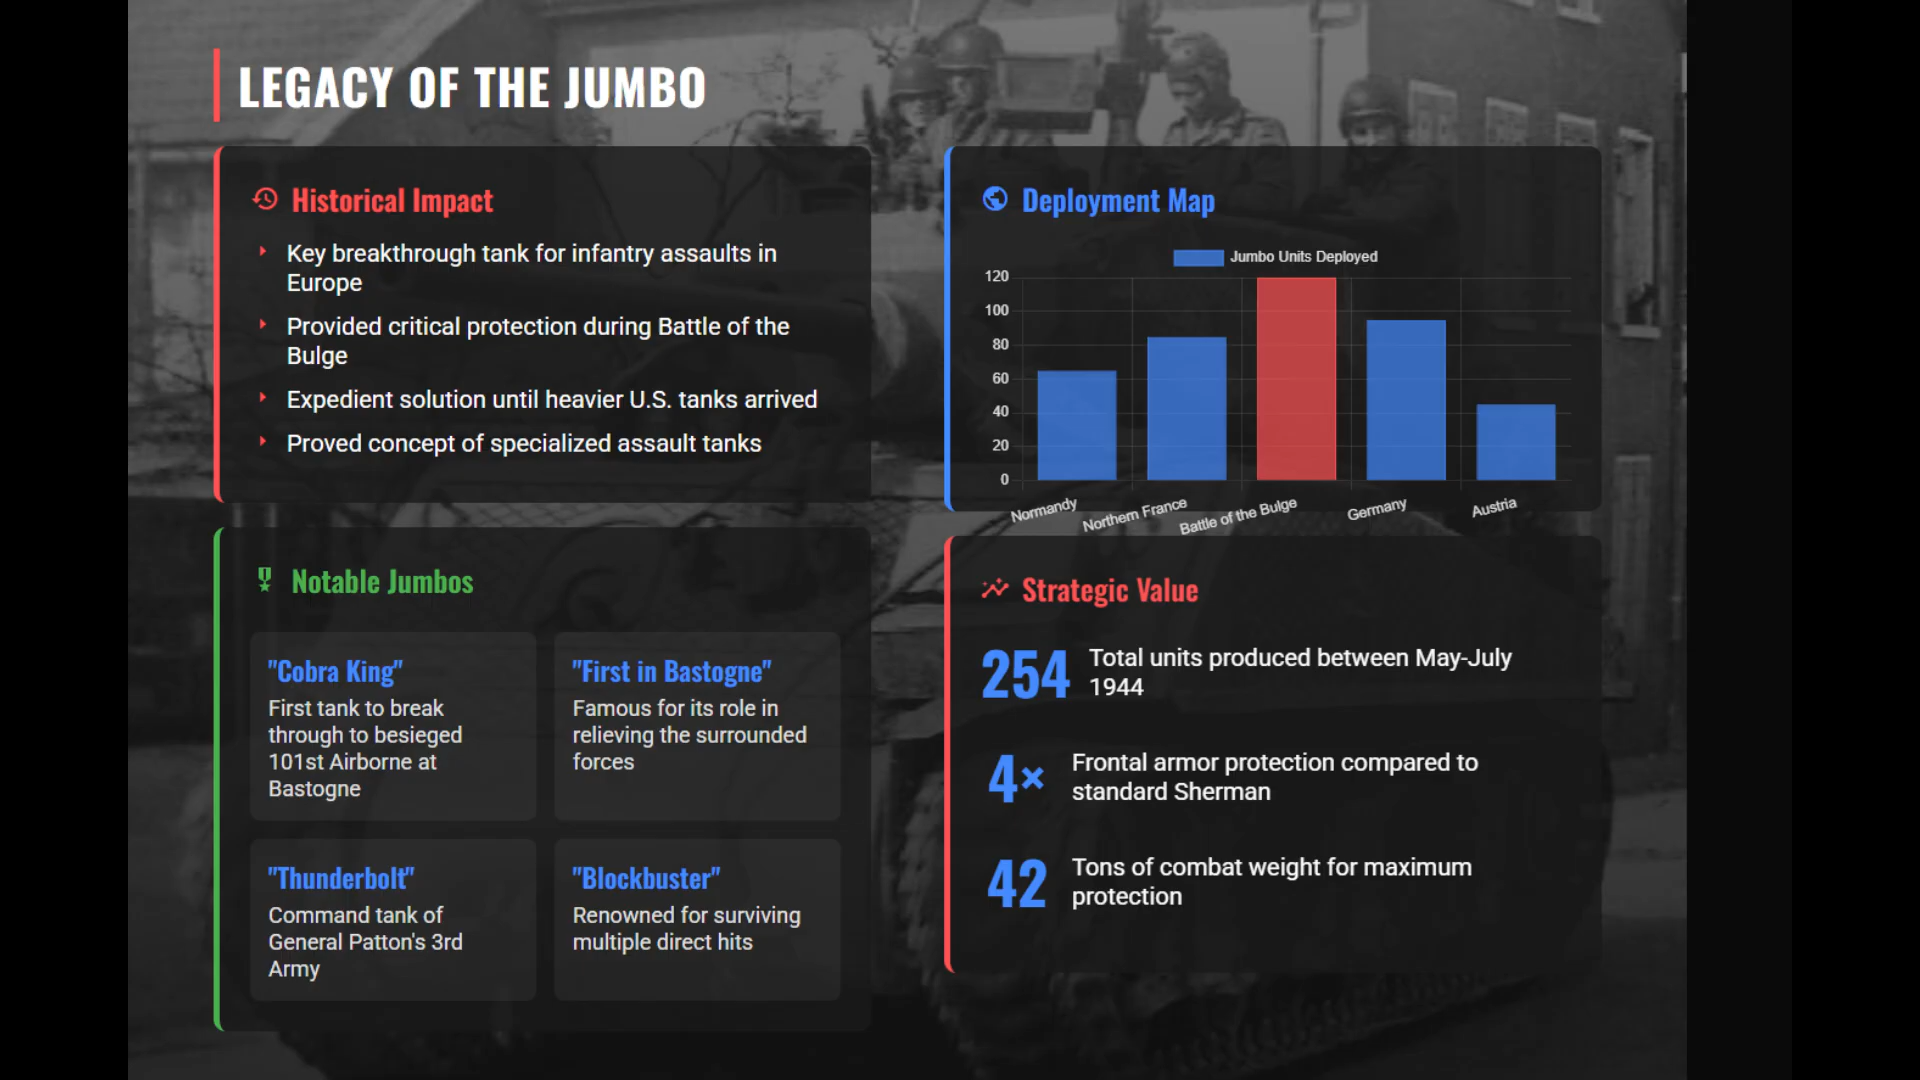 LEGACY OF THE JUMBO
Historical Impact
Key breakthrough tank for infantry assaults in
Europe
Provided critical protection during Battle of the
Bulge
Expedient solution until heavier U.S. tanks arrived
Proved concept of specialized assault tanks
Notable Jumbos
"Cobra King"
First tank to break
through to besieged
101st Airborne at
Bastogne
"First in Bastogne"
Famous for its role in
relieving the surrounded
forces
"Thunderbolt"
Command tank of
General Patton's 3rd
Army
"Blockbuster"
Renowned for surviving
multiple direct hits
Deployment Map
Jumbo Units Deployed
120
100
80
60
40
20
0
Normandy
Northern France
Battle of the Bulge
Germany
Austria
Strategic Value
254
Total units produced between May-July
1944
4×
Frontal armor protection compared to
standard Sherman
42
Tons of combat weight for maximum
protection